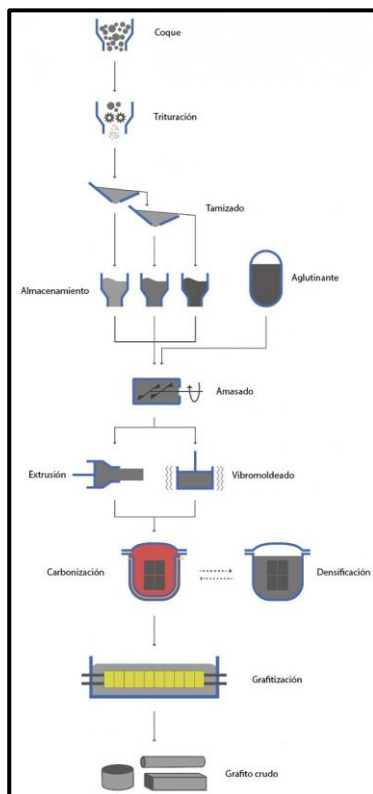 Coque
Trituración
Tamizado
Almacenamiento
Aglutinante
Amasado
Extrusión
Vibromoldeado
Carbonización
Densificación
Grafitización
Grafito crudo